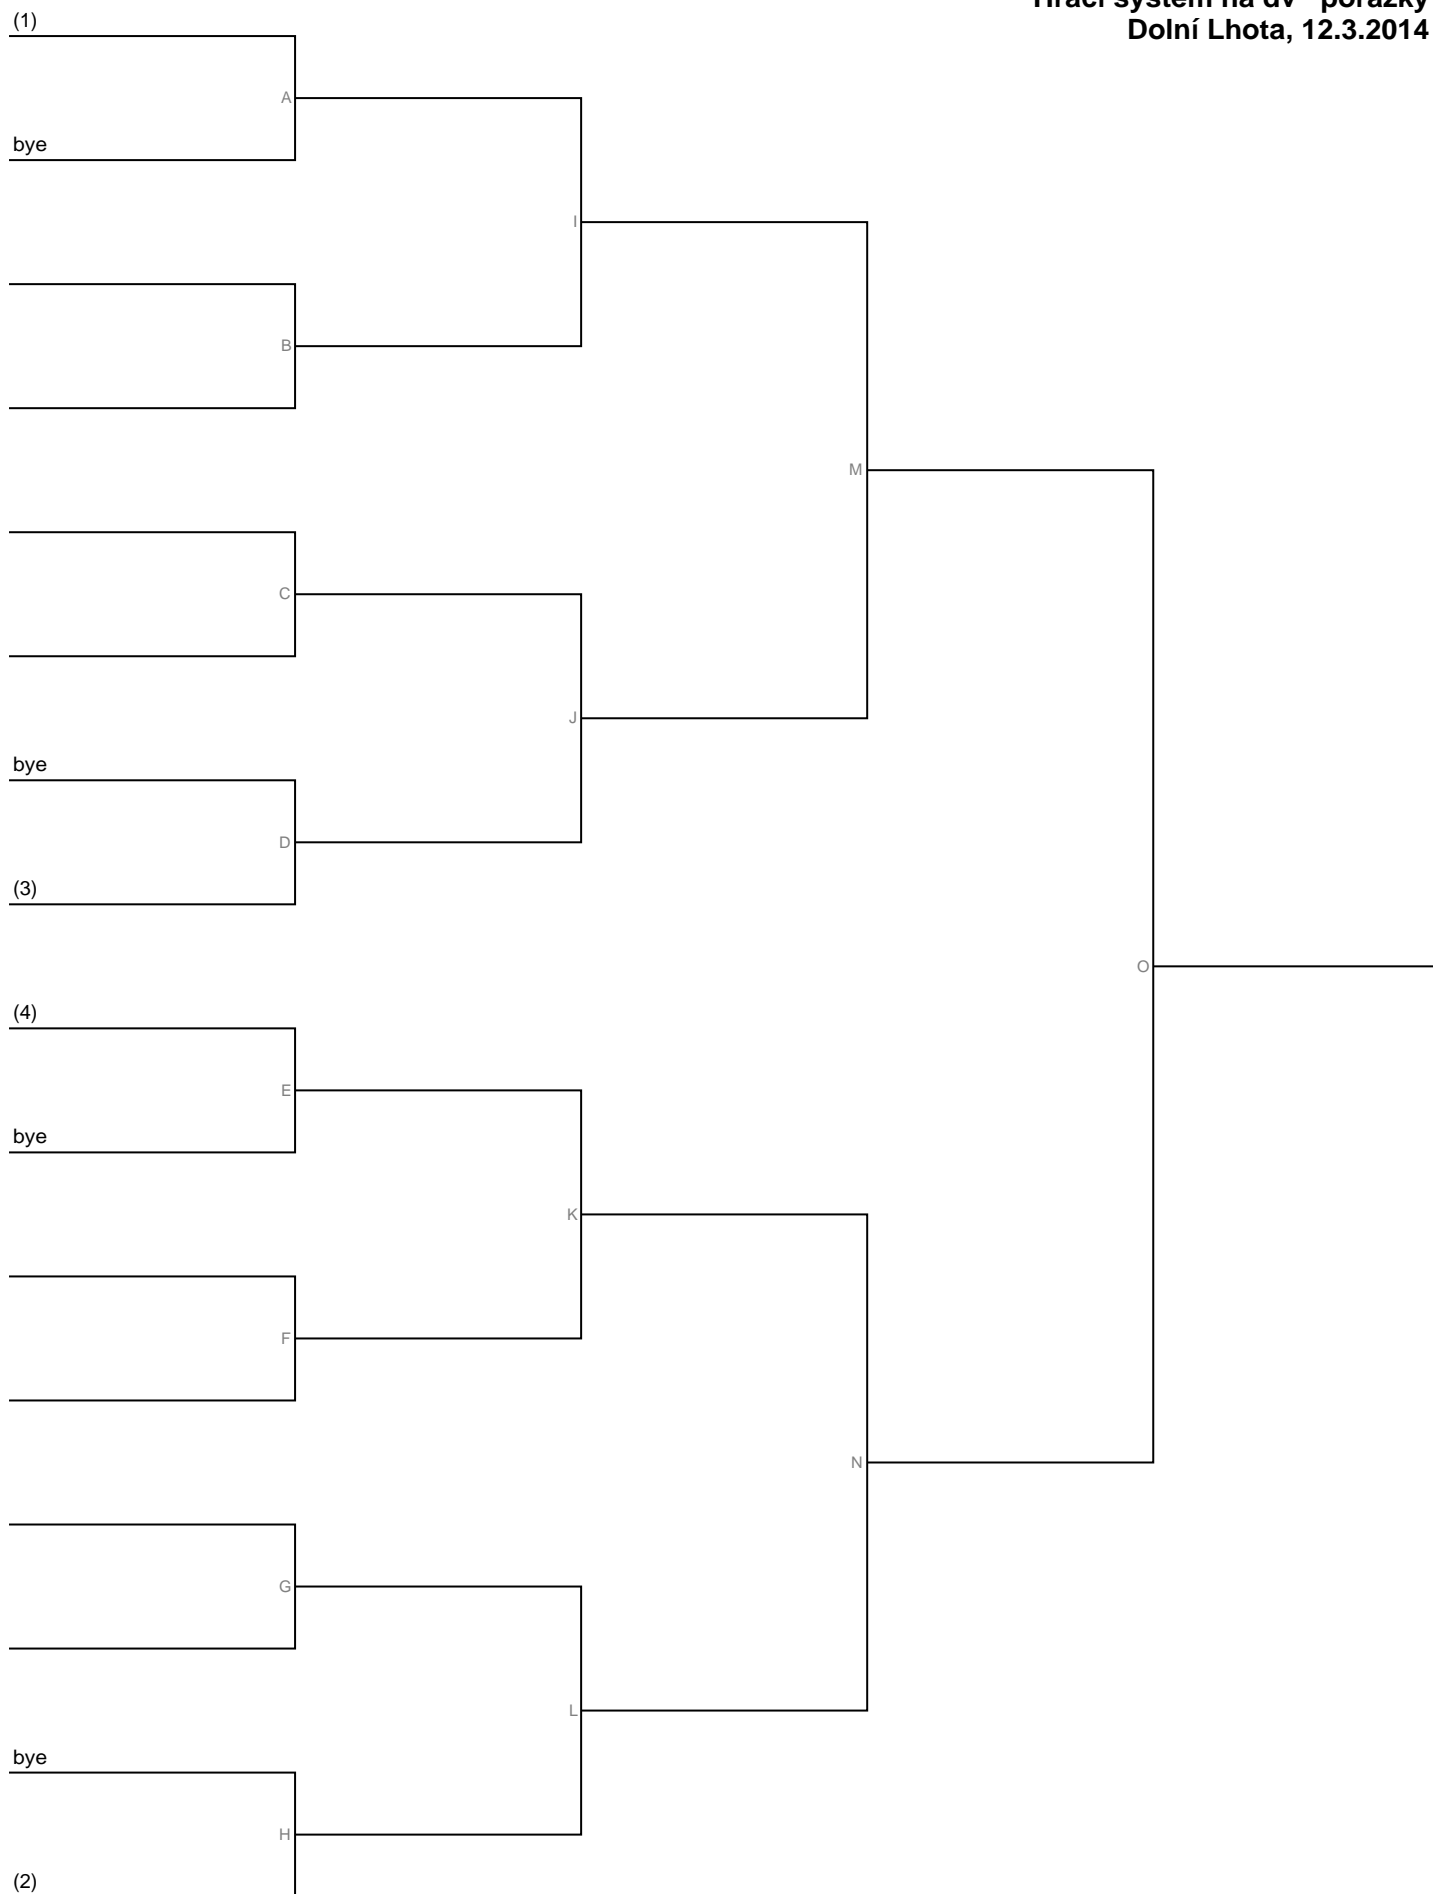 Hrací systém na dv porážky
Dolní Lhota, 12.3.2014
(1)
A
bye
I
B
M
C
J
bye
D
(3)
O
(4)
E
bye
K
F
N
G
L
bye
H
(2)